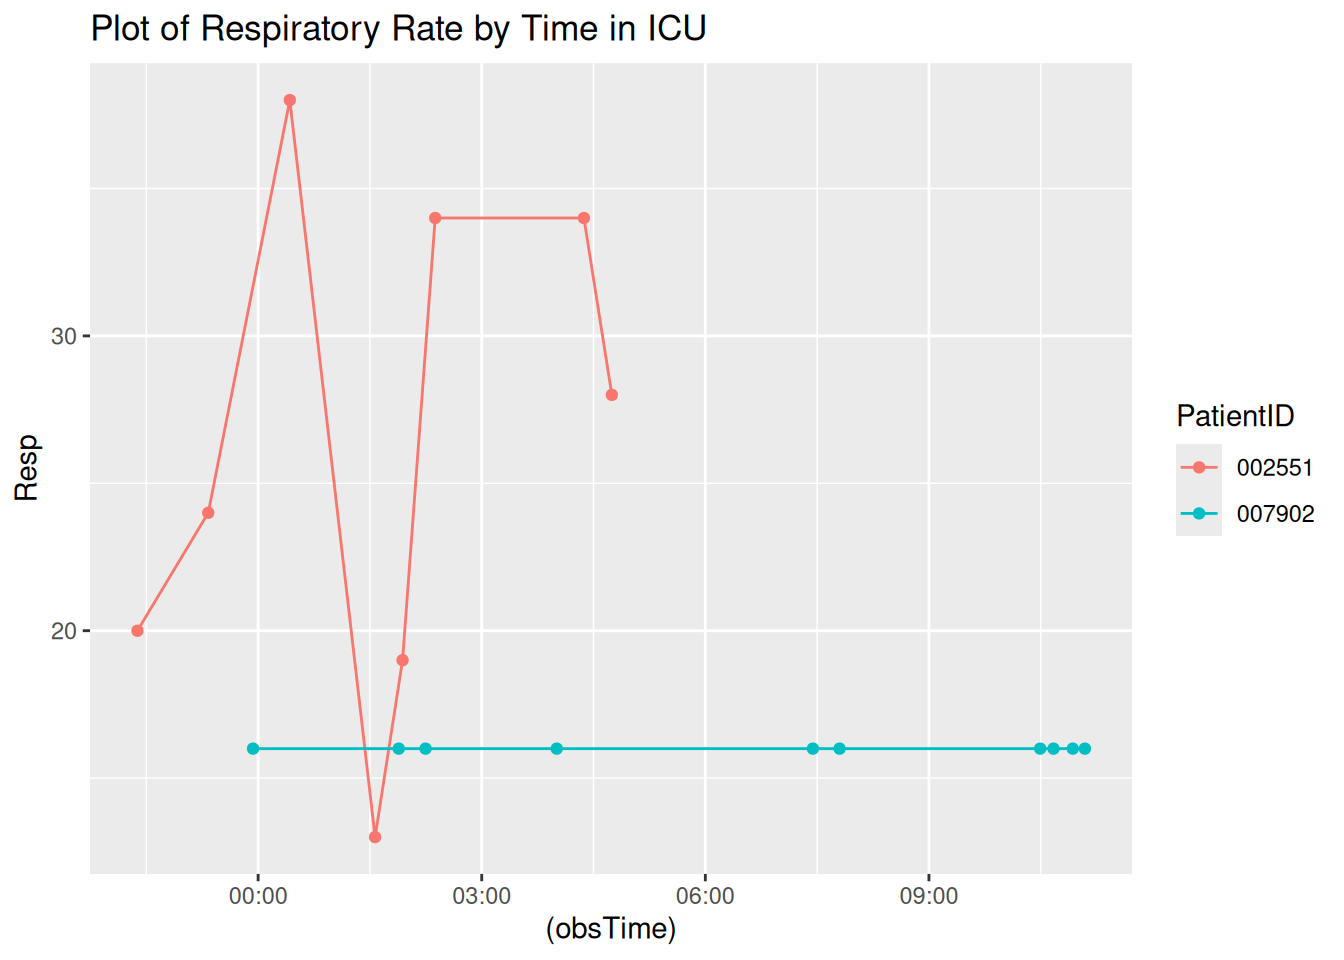 Plot of Respiratory Rate by Time in ICU
Resp
30
20
00:00 03:00 06:00 09:00
(obsTime)
PatientID
002551
007902